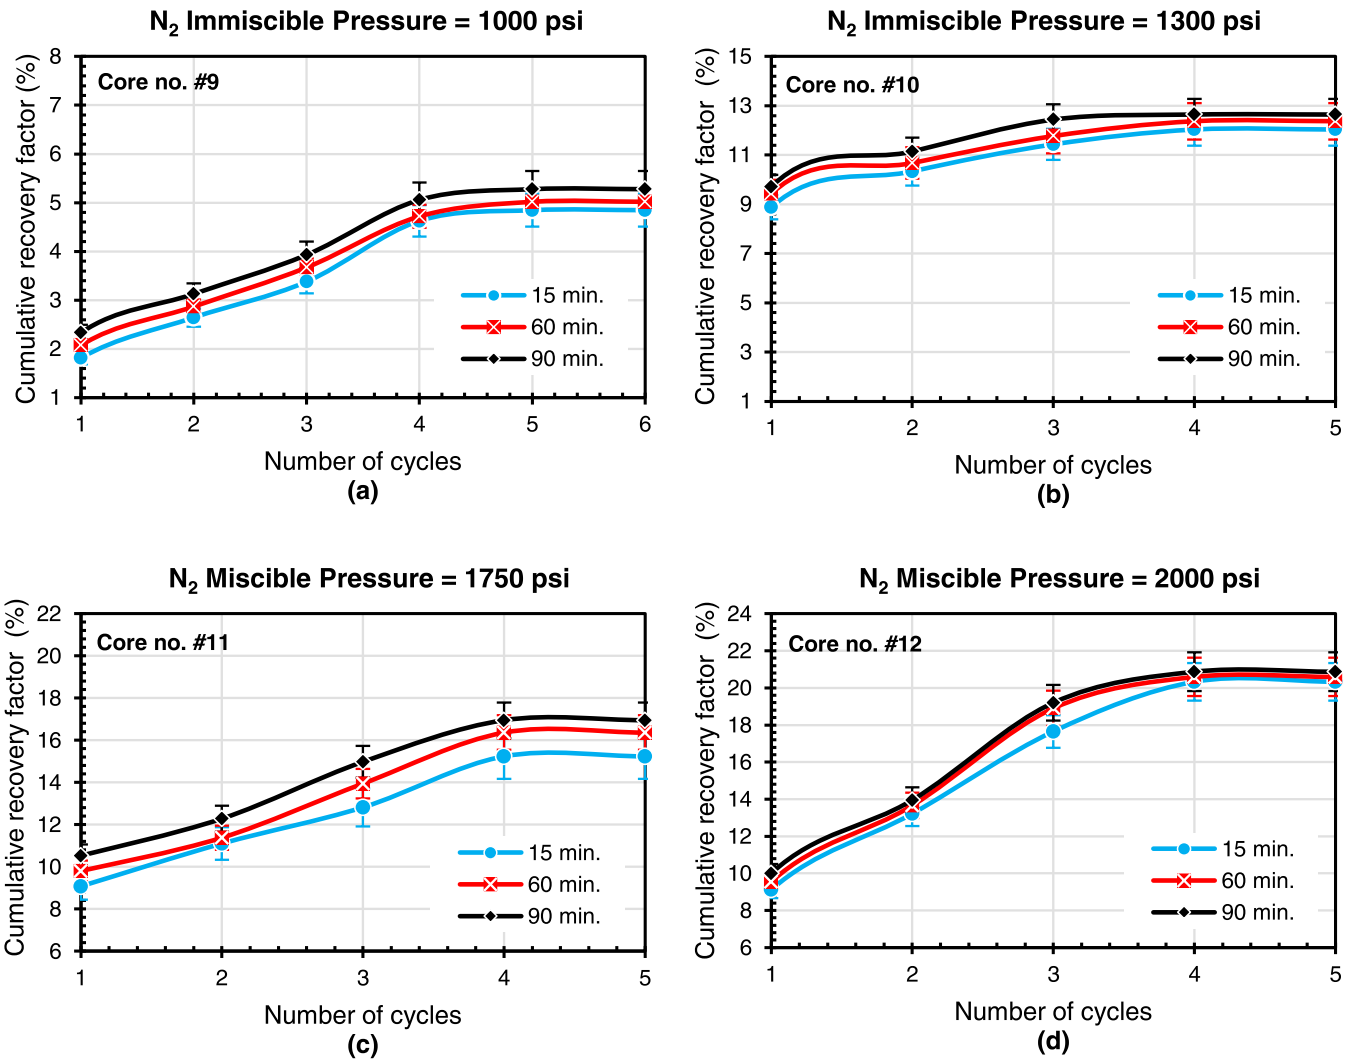 N2 Immiscible Pressure = 1000 psi
Cumulative recovery factor (%)
8
7
6
5
4
3
2
1
Core no. #9
15 min.
60 min.
90 min.
1 2 3 4 5 6
Number of cycles
(a)
N2 Immiscible Pressure = 1300 psi
Cumulative recovery factor (%)
15
13
11
9
7
5
3
1
Core no. #10
15 min.
60 min.
90 min.
1 2 3 4 5
Number of cycles
(b)
N2 Miscible Pressure = 1750 psi
Cumulative recovery factor (%)
22
20
18
16
14
12
10
8
6
Core no. #11
15 min.
60 min.
90 min.
1 2 3 4 5
Number of cycles
(c)
N2 Miscible Pressure = 2000 psi
Cumulative recovery factor (%)
24
22
20
18
16
14
12
10
8
6
Core no. #12
15 min.
60 min.
90 min.
1 2 3 4 5
Number of cycles
(d)